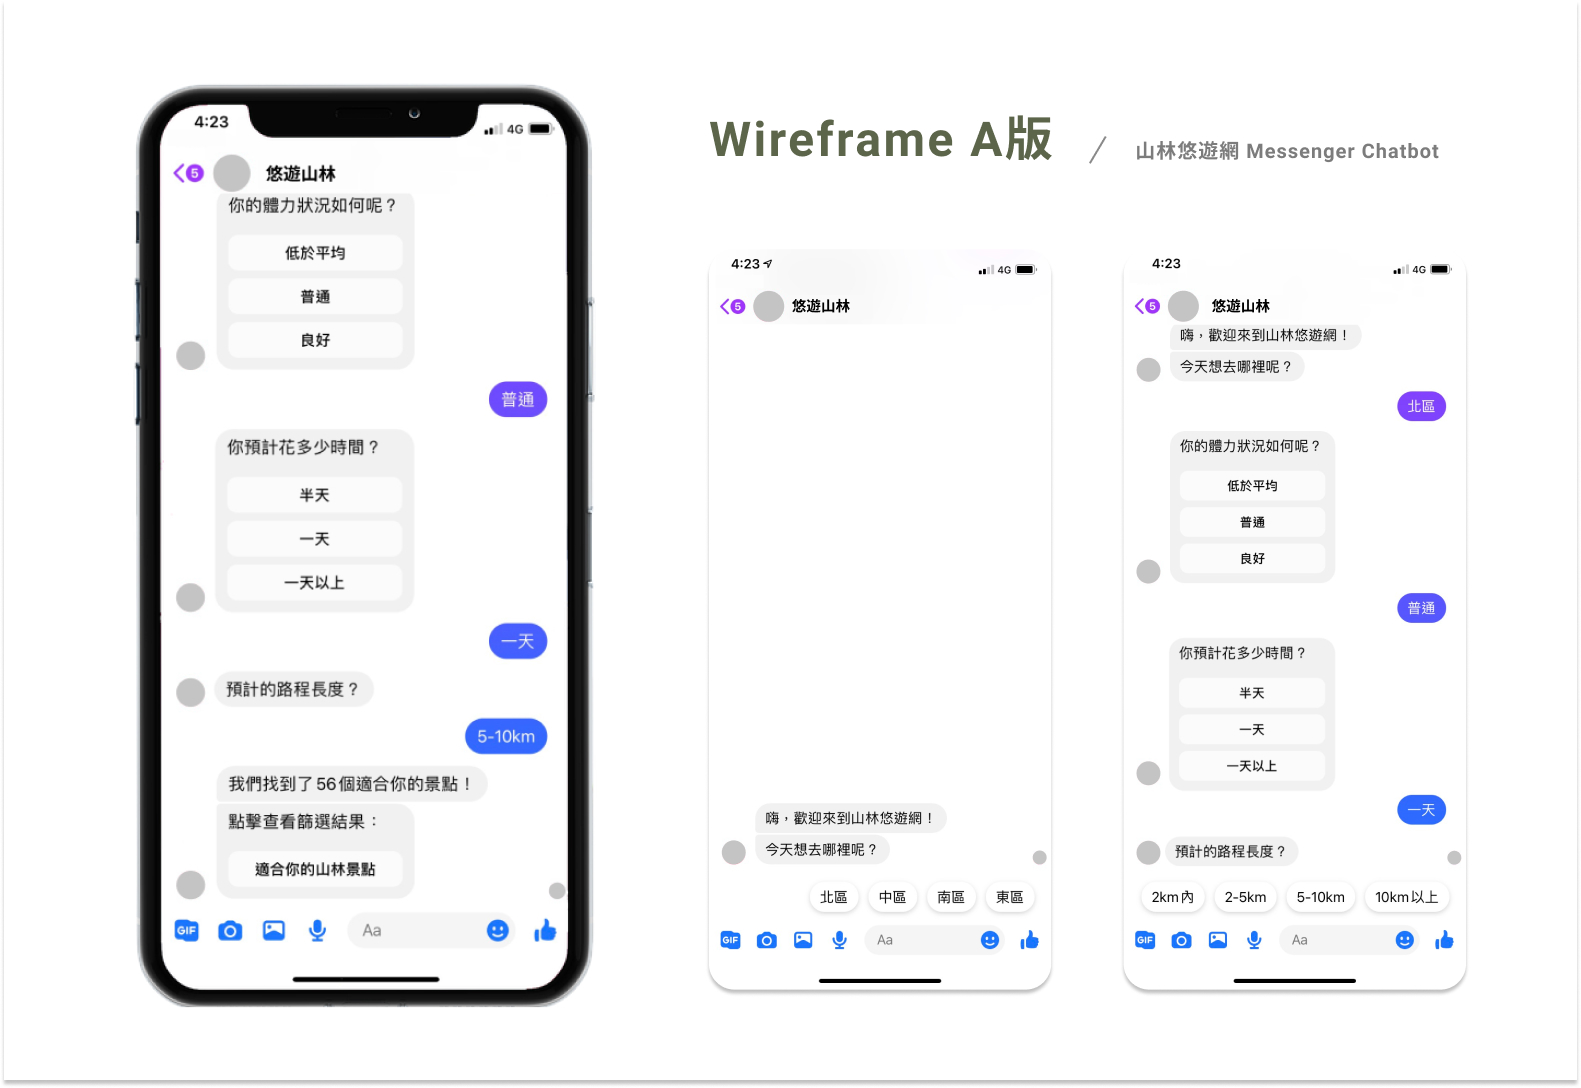 Wireframe A版
山林悠遊網 Messenger Chatbot
4:23
4G
5
悠遊山林
你的體力狀況如何呢？
低於平均
普通
良好
普通
你預計花多少時間？
半天
一天
一天以上
一天
預計的路程長度？
5-10km
我們找到了56個適合你的景點！
點擊查看篩選結果：
適合你的山林景點
GIF
Aa
4:23
4G
5
悠遊山林
嗨，歡迎來到山林悠遊網！
今天想去哪裡呢？
北區 中區 南區 東區
GIF
Aa
4:23
4G
5
悠遊山林
嗨，歡迎來到山林悠遊網！
今天想去哪裡呢？
北區
你的體力狀況如何呢？
低於平均
普通
良好
普通
你預計花多少時間？
半天
一天
一天以上
一天
預計的路程長度？
2km內 2-5km 5-10km 10km以上
GIF
Aa